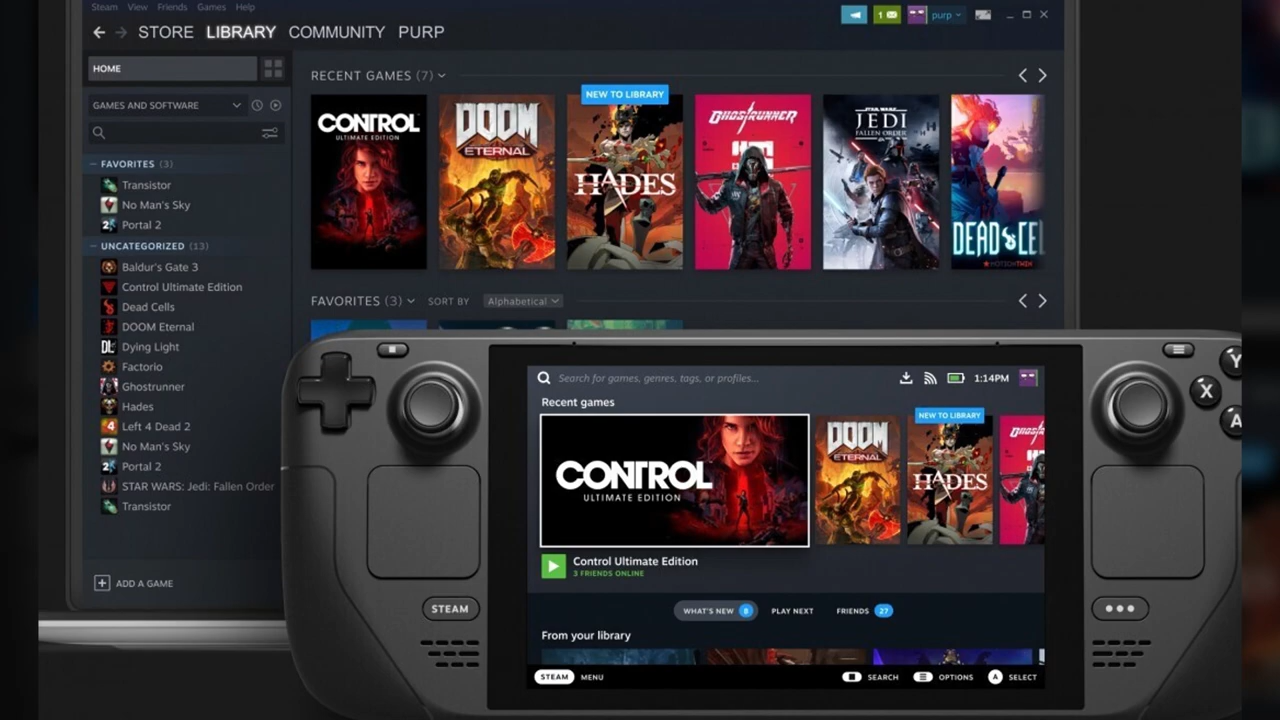 Steam View Friends Games Help
1
purp
STORE LIBRARY COMMUNITY PURP
HOME
GAMES AND SOFTWARE
FAVORITES (3)
Transistor
No Man's Sky
Portal 2
UNCATEGORIZED (13)
Baldur's Gate 3
Control Ultimate Edition
Dead Cells
DOOM Eternal
Dying Light
Factorio
Ghostrunner
Hades
Left 4 Dead 2
No Man's Sky
Portal 2
STAR WARS: Jedi: Fallen Order
Transistor
ADD A GAME
RECENT GAMES (7)
NEW TO LIBRARY
CONTROL
ULTIMATE EDITION
DOOM
ETERNAL
HADES
GHOSTRUNNER
STAR WARS
JEDI
FALLEN ORDER
DEAD CEL
MOTION TWIN
FAVORITES (3) SORT BY Alphabetical
Search for games, genres, tags, or profiles...
1:14PM
Recent games
NEW TO LIBRARY
CONTROL
ULTIMATE EDITION
DOOM
ETERNAL
HADES
Control Ultimate Edition
3 FRIENDS ONLINE
WHAT'S NEW 8 PLAY NEXT FRIENDS 27
From your library
STEAM MENU
SEARCH OPTIONS A SELECT
STEAM
Y
X
A